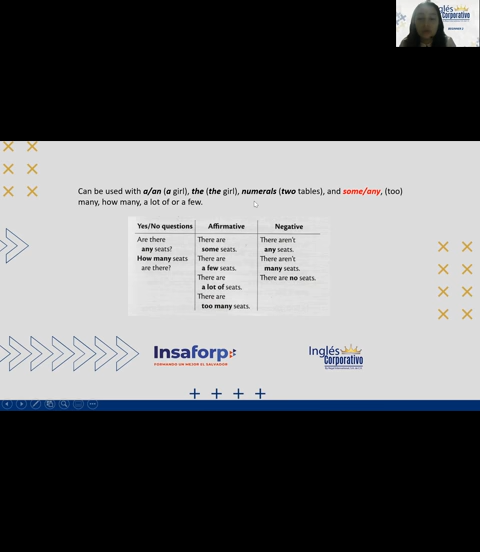 glés
Corporativo
Can be used with a/an (a girl), the (the girl), numerals (two tables), and some/any, (too)
many, how many, a lot of or a few.
Yes/No questions Affirmative Negative
Are there There are There aren't
any seats? some seats. any seats.
How many seats There are There aren't
are there? a few seats. many seats.
There are There are no seats.
a lot of seats.
There are
too many seats.
Insaforp
FORMANDO UN MEJOR EL SALVADOR
Inglés
Corporativo